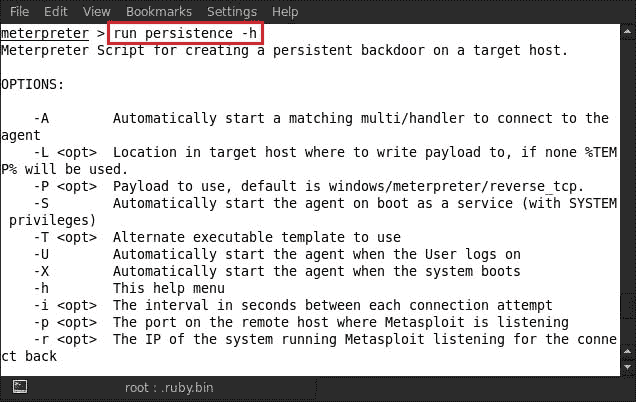 File Edit View Bookmarks Settings Help
meterpreter > run persistence -h
Meterpreter Script for creating a persistent backdoor on a target host.
OPTIONS:
-A Automatically start a matching multi/handler to connect to the
agent
-L <opt> Location in target host where to write payload to, if none %TEM
P% will be used.
-P <opt> Payload to use, default is windows/meterpreter/reverse_tcp.
-S Automatically start the agent on boot as a service (with SYSTEM
privileges)
-T <opt> Alternate executable template to use
-U Automatically start the agent when the User logs on
-X Automatically start the agent when the system boots
-h This help menu
-i <opt> The interval in seconds between each connection attempt
-p <opt> The port on the remote host where Metasploit is listening
-r <opt> The IP of the system running Metasploit listening for the conne
ct back
root : .ruby.bin